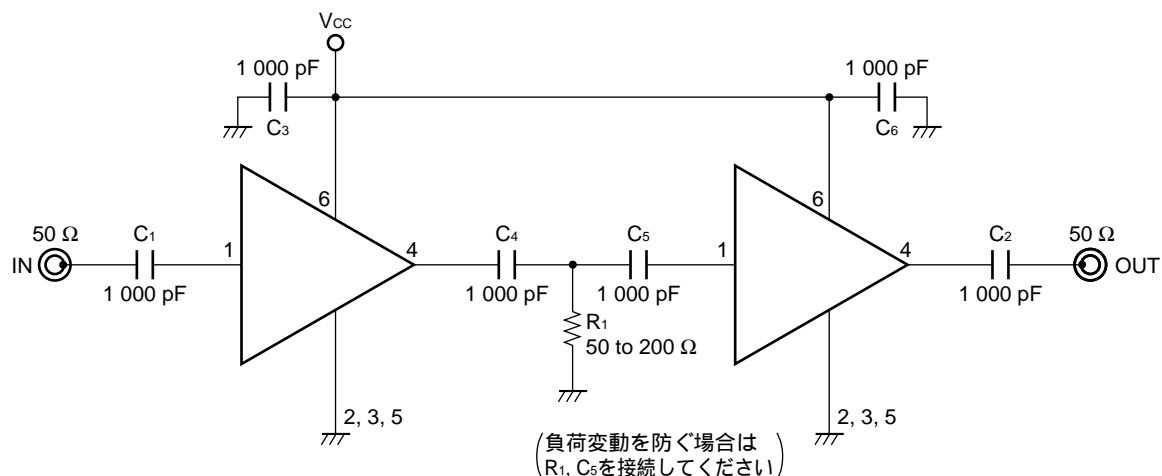 VCC
1 000 pF
C3
1 000 pF
C6
6
6
50 Ω
IN
C1
1 000 pF
1
4
C4
1 000 pF
C5
1 000 pF
1
4
C2
1 000 pF
50 Ω
OUT
R1
50 to 200 Ω
2, 3, 5
2, 3, 5
(負荷変動を防ぐ場合は
R1, C5を接続してください)